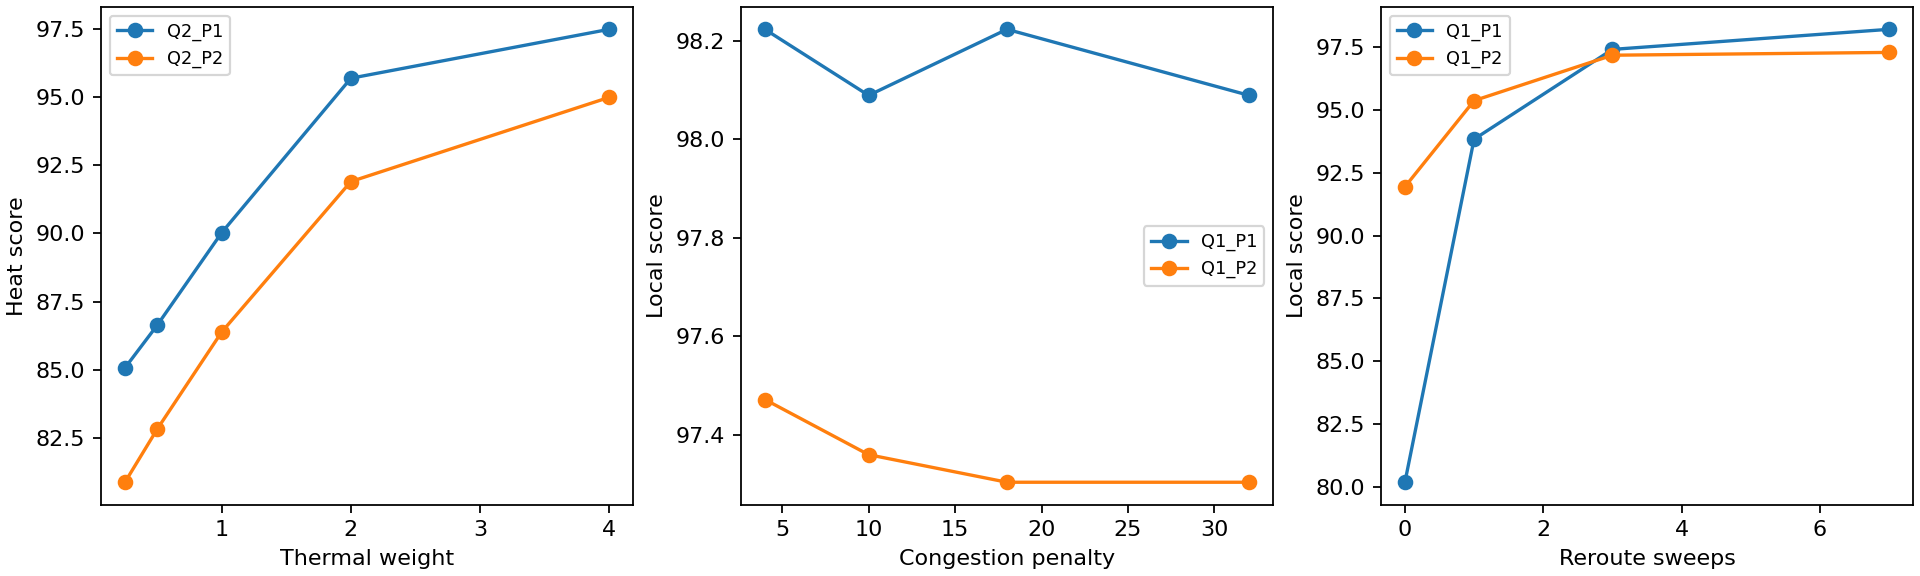 97.5
95.0
92.5
90.0
87.5
85.0
82.5
Heat score
1
2
3
4
Thermal weight
Q2_P1
Q2_P2
98.2
98.0
97.8
97.6
97.4
Local score
5
10
15
20
25
30
Congestion penalty
Q1_P1
Q1_P2
97.5
95.0
92.5
90.0
87.5
85.0
82.5
80.0
Local score
0
2
4
6
Reroute sweeps
Q1_P1
Q1_P2